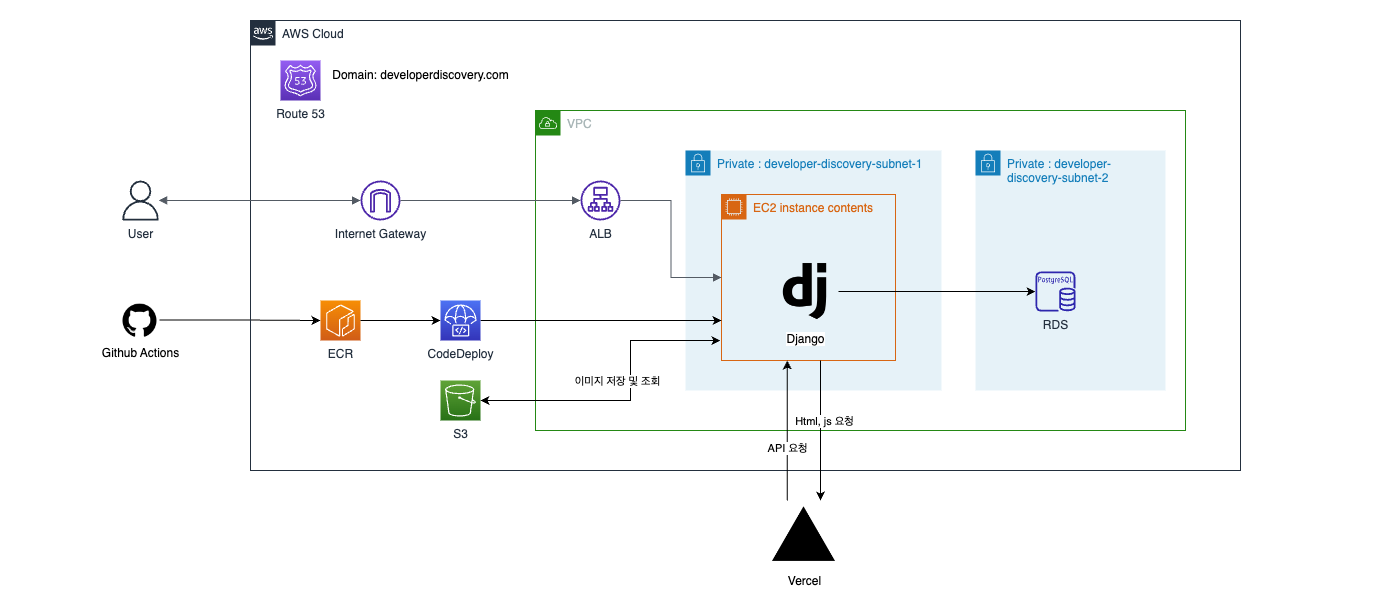 aws
AWS Cloud
53
Domain: developerdiscovery.com
Route 53
VPC
Private : developer-discovery-subnet-1
Private : developer-
discovery-subnet-2
EC2 instance contents
User
Internet Gateway
ALB
dj
Django
PostgreSQL
RDS
Github Actions
ECR
CodeDeploy
이미지 저장 및 조회
S3
Html, js 요청
API 요청
Vercel